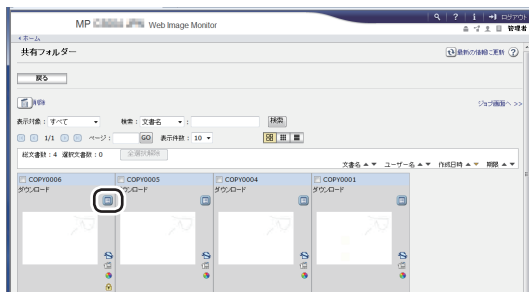 MP Web Image Monitor
ログアウト
管理者
ホーム
共有フォルダー
最新の情報に更新
戻る
削除
ジョブ画面へ >>
表示対象： すべて 検索： 文書名 ： 検索
1/1 ページ： GO 表示件数： 10
総文書数：4 選択文書数：0 全選択解除
文書名 ▲ ▼ ユーザー名 ▲ ▼ 作成日時 ▲ ▼ 期限 ▲ ▼
COPY0006 COPY0005 COPY0004 COPY0001
ダウンロード ダウンロード ダウンロード ダウンロード